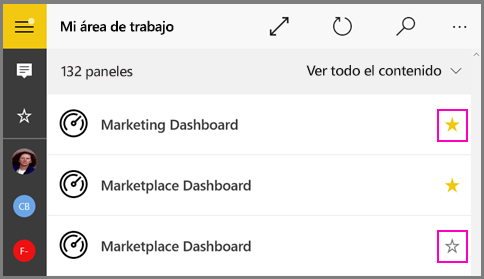 Mi área de trabajo
132 paneles
Ver todo el contenido
Marketing Dashboard
Marketplace Dashboard
CB
Marketplace Dashboard
F-